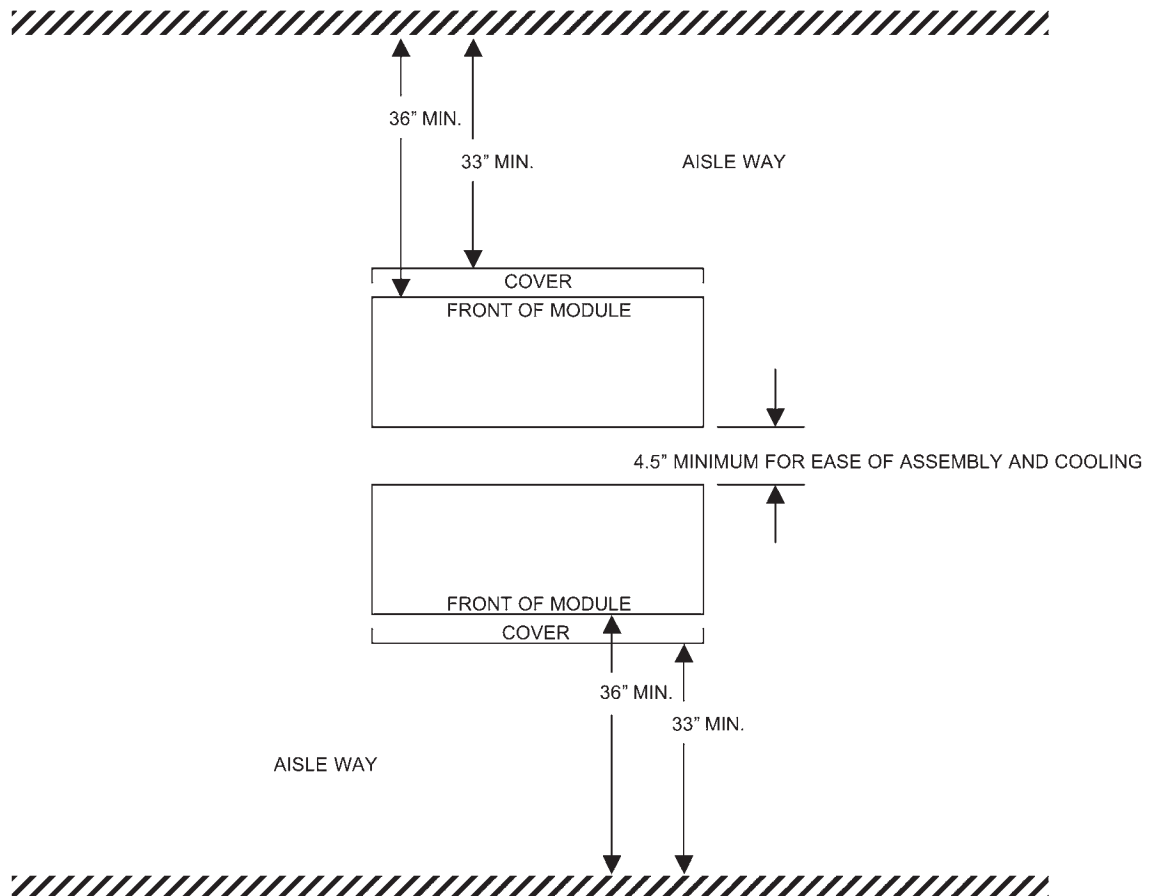 36” MIN.
33” MIN.
AISLE WAY
COVER
FRONT OF MODULE
4.5” MINIMUM FOR EASE OF ASSEMBLY AND COOLING
FRONT OF MODULE
COVER
36” MIN.
33” MIN.
AISLE WAY